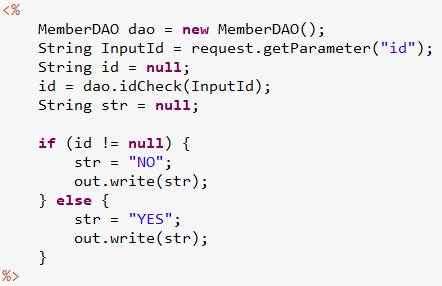 <%
MemberDAO dao = new MemberDAO();
String InputId = request.getParameter("id");
String id = null;
id = dao.idCheck(InputId);
String str = null;
if (id != null) {
str = "NO";
out.write(str);
} else {
str = "YES";
out.write(str);
}
%>